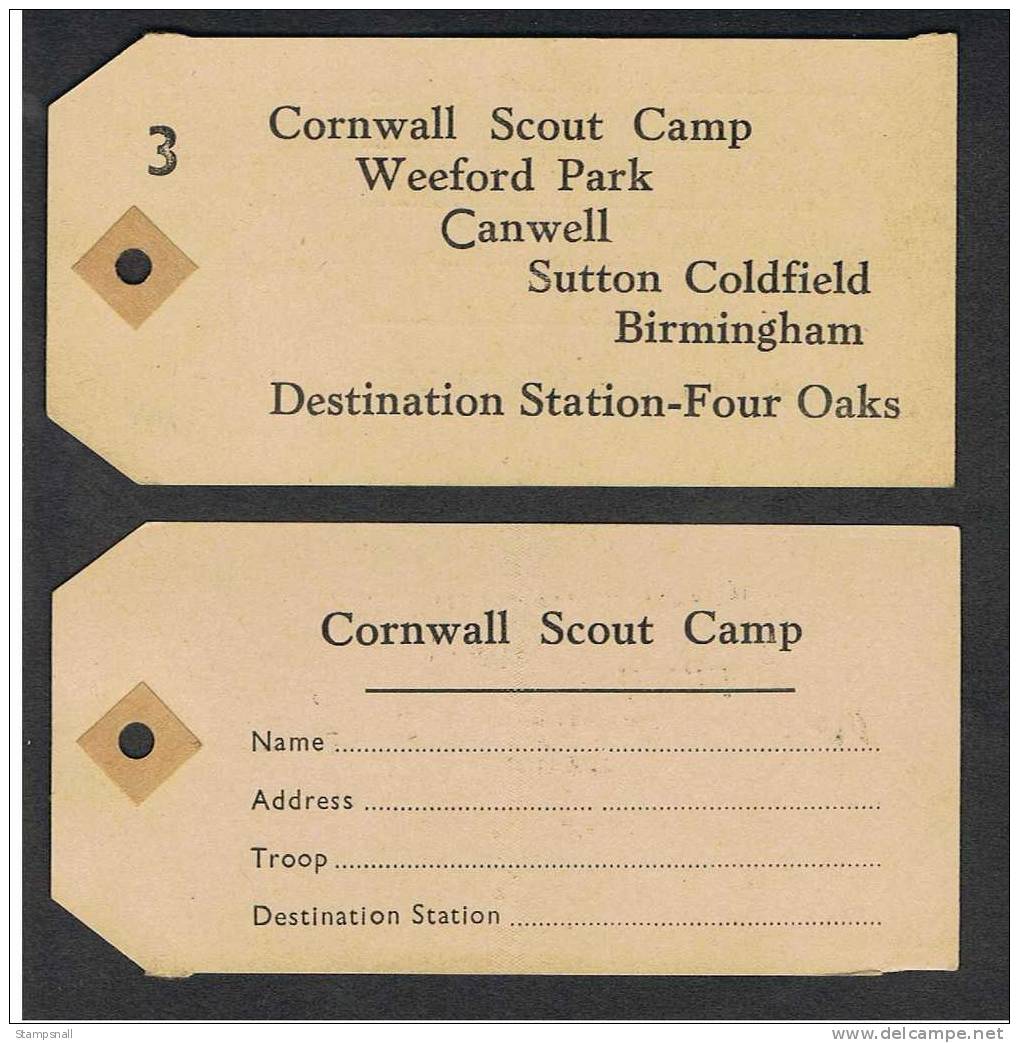 3
Cornwall Scout Camp
Weeford Park
Canwell
Sutton Coldfield
Birmingham
Destination Station-Four Oaks
Cornwall Scout Camp
Name
Address
Troop
Destination Station
Stampsnall
www.delcampe.net